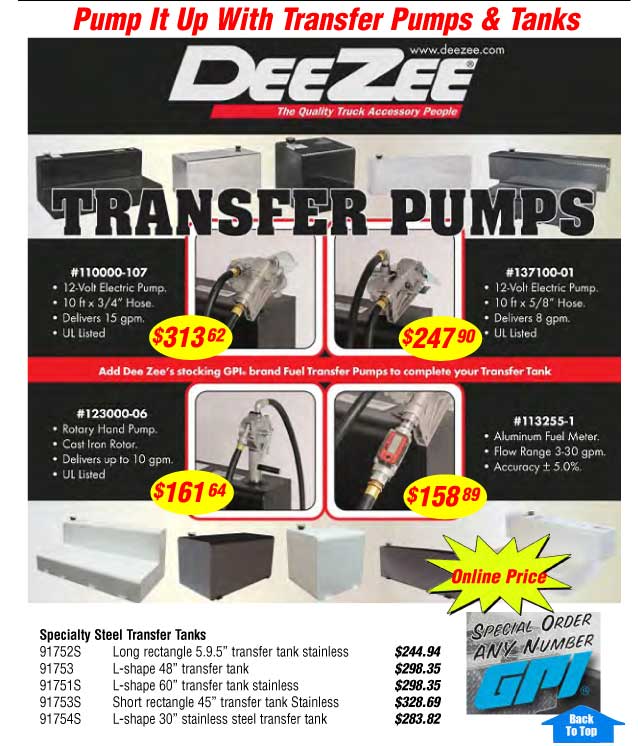 Pump It Up With Transfer Pumps & Tanks
www.deezee.com
DEEZEE®
The Quality Truck Accessory People
TRANSFER PUMPS
#110000-107
• 12-Volt Electric Pump.
• 10 ft x 3/4" Hose.
• Delivers 15 gpm.
• UL Listed
$313 62
#137100-01
• 12-Volt Electric Pump.
• 10 ft x 5/8" Hose.
• Delivers 8 gpm.
• UL Listed
$247 90
Add Dee Zee's stocking GPI® brand Fuel Transfer Pumps to complete your Transfer Tank
#123000-06
• Rotary Hand Pump.
• Cast Iron Rotor.
• Delivers up to 10 gpm.
• UL Listed
$161 64
#113255-1
• Aluminum Fuel Meter.
• Flow Range 3-30 gpm.
• Accuracy ± 5.0%.
$158 89
Online Price
Specialty Steel Transfer Tanks
91752S Long rectangle 5.9.5" transfer tank stainless $244.94
91753 L-shape 48" transfer tank $298.35
91751S L-shape 60" transfer tank stainless $298.35
91753S Short rectangle 45" transfer tank Stainless $328.69
91754S L-shape 30" stainless steel transfer tank $283.82
SPECIAL ORDER
ANY NUMBER
GPI®
Back
To Top